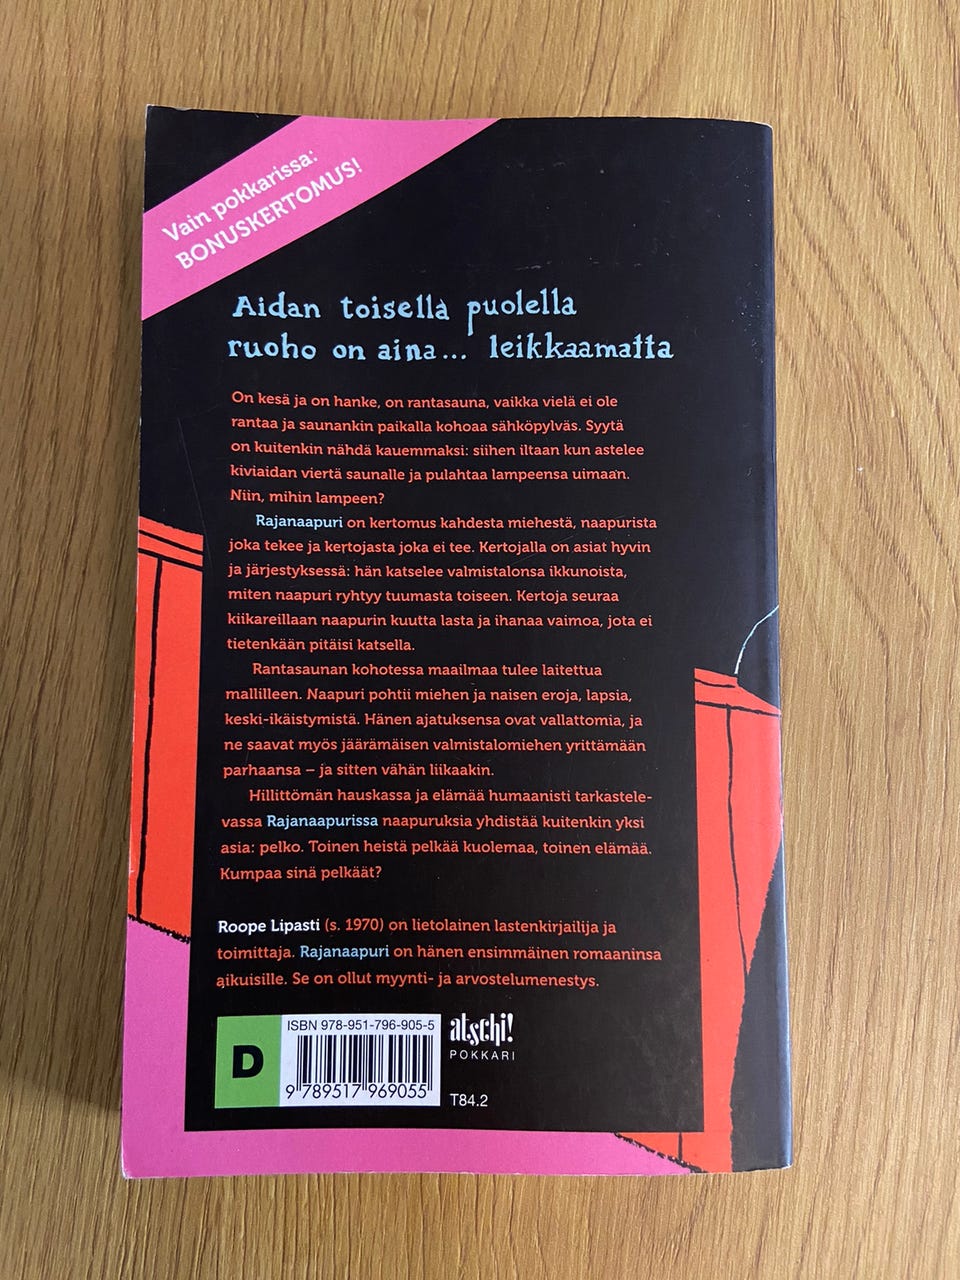 Vain pokkarissa:
BONUSKERTOMUS!
Aidan toisella puolella
ruoho on aina... leikkaamatta
On kesä ja on hanke, on rantasauna, vaikka vielä ei ole
rantaa ja saunankin paikalla kohoaa sähköpylväs. Syytä
on kuitenkin nähdä kauemmaksi: siihen iltaan kun astelee
kiviaidan viertä saunalle ja pulahtaa lampeensa uimaan.
Niin, mihin lampeen?
Rajanaapuri on kertomus kahdesta miehestä, naapurista
joka tekee ja kertojasta joka ei tee. Kertojalla on asiat hyvin
ja järjestyksessä: hän katselee valmistalonsa ikkunoista,
miten naapuri ryhtyy tuumasta toiseen. Kertoja seuraa
kiikareillaan naapurin kuutta lasta ja ihanaa vaimoa, jota ei
tietenkään pitäisi katsella.
Rantasaunan kohotessa maailmaa tulee laitettua
mallilleen. Naapuri pohtii miehen ja naisen eroja, lapsia,
keski-ikäistymistä. Hänen ajatuksensa ovat vallattomia, ja
ne saavat myös jäärämäisen valmistalomiehen yrittämään
parhaansa – ja sitten vähän liikaakin.
Hillittömän hauskassa ja elämää humaanisti tarkastele-
vassa Rajanaapurissa naapuruksia yhdistää kuitenkin yksi
asia: pelko. Toinen heistä pelkää kuolemaa, toinen elämää.
Kumpaa sinä pelkäät?
Roope Lipasti (s. 1970) on lietolainen lastenkirjailija ja
toimittaja. Rajanaapuri on hänen ensimmäinen romaaninsa
aikuisille. Se on ollut myynti- ja arvostelumenestys.
D
ISBN 978-951-796-905-5
9 789517 969055
atschi!
POKKARI
T84.2